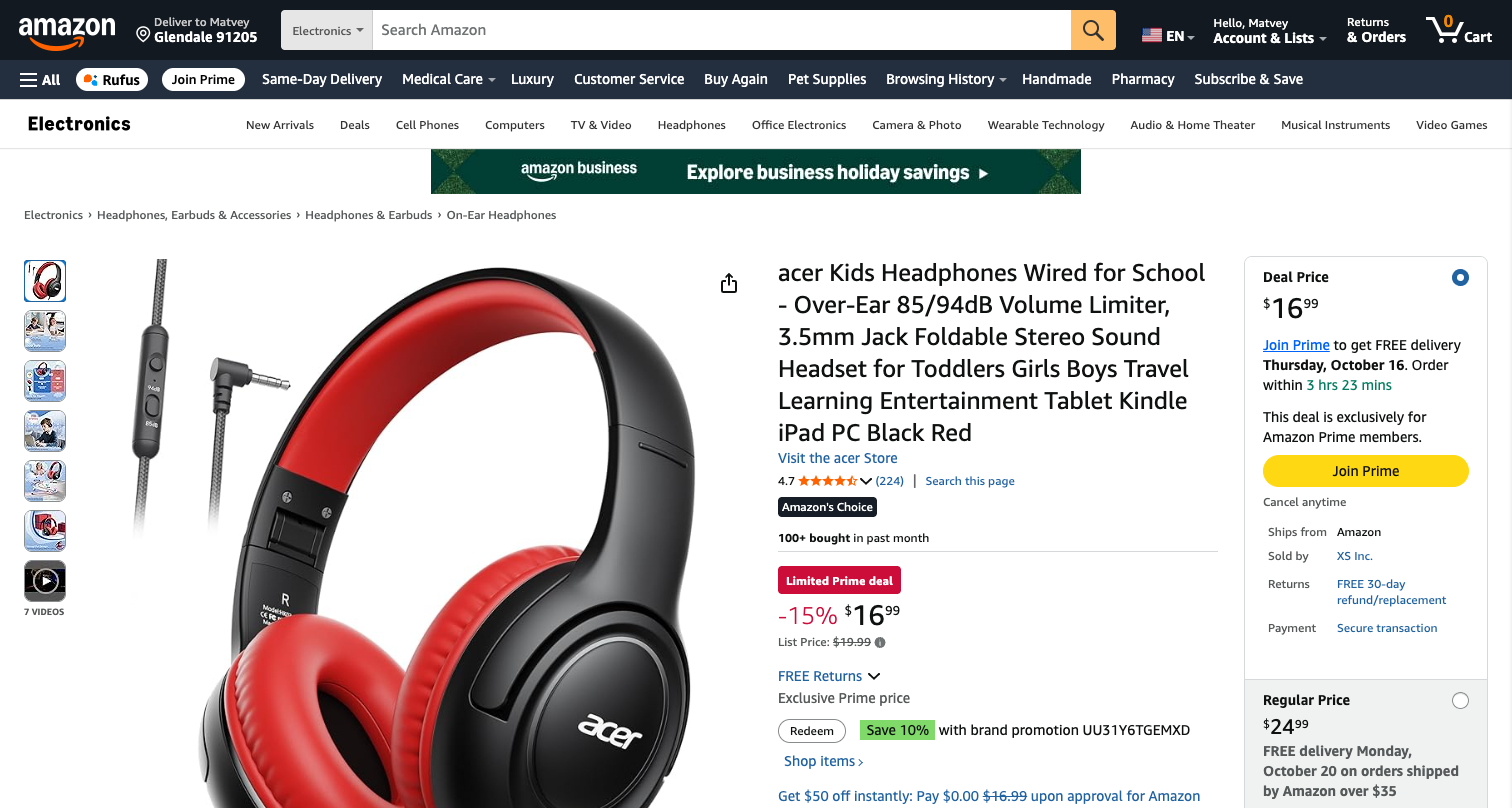 amazon
Deliver to Matvey
Glendale 91205
Electronics
Search Amazon
EN
Hello, Matvey
Account & Lists
Returns
& Orders
0
Cart
All
Rufus
Join Prime
Same-Day Delivery
Medical Care
Luxury
Customer Service
Buy Again
Pet Supplies
Browsing History
Handmade
Pharmacy
Subscribe & Save
Electronics
New Arrivals
Deals
Cell Phones
Computers
TV & Video
Headphones
Office Electronics
Camera & Photo
Wearable Technology
Audio & Home Theater
Musical Instruments
Video Games
amazon business
Explore business holiday savings
Electronics › Headphones, Earbuds & Accessories › Headphones & Earbuds › On-Ear Headphones
7 VIDEOS
94dB
85dB
R
acer
acer Kids Headphones Wired for School
- Over-Ear 85/94dB Volume Limiter,
3.5mm Jack Foldable Stereo Sound
Headset for Toddlers Girls Boys Travel
Learning Entertainment Tablet Kindle
iPad PC Black Red
Visit the acer Store
4.7 (224) | Search this page
Amazon's Choice
100+ bought in past month
Limited Prime deal
-15% $1699
List Price: $19.99
FREE Returns
Exclusive Prime price
Redeem Save 10% with brand promotion UU31Y6TGEMXD
Shop items ›
Get $50 off instantly: Pay $0.00 $16.99 upon approval for Amazon
Deal Price
$1699
Join Prime to get FREE delivery
Thursday, October 16. Order
within 3 hrs 23 mins
This deal is exclusively for
Amazon Prime members.
Join Prime
Cancel anytime
Ships from Amazon
Sold by XS Inc.
Returns FREE 30-day
refund/replacement
Payment Secure transaction
Regular Price
$2499
FREE delivery Monday,
October 20 on orders shipped
by Amazon over $35